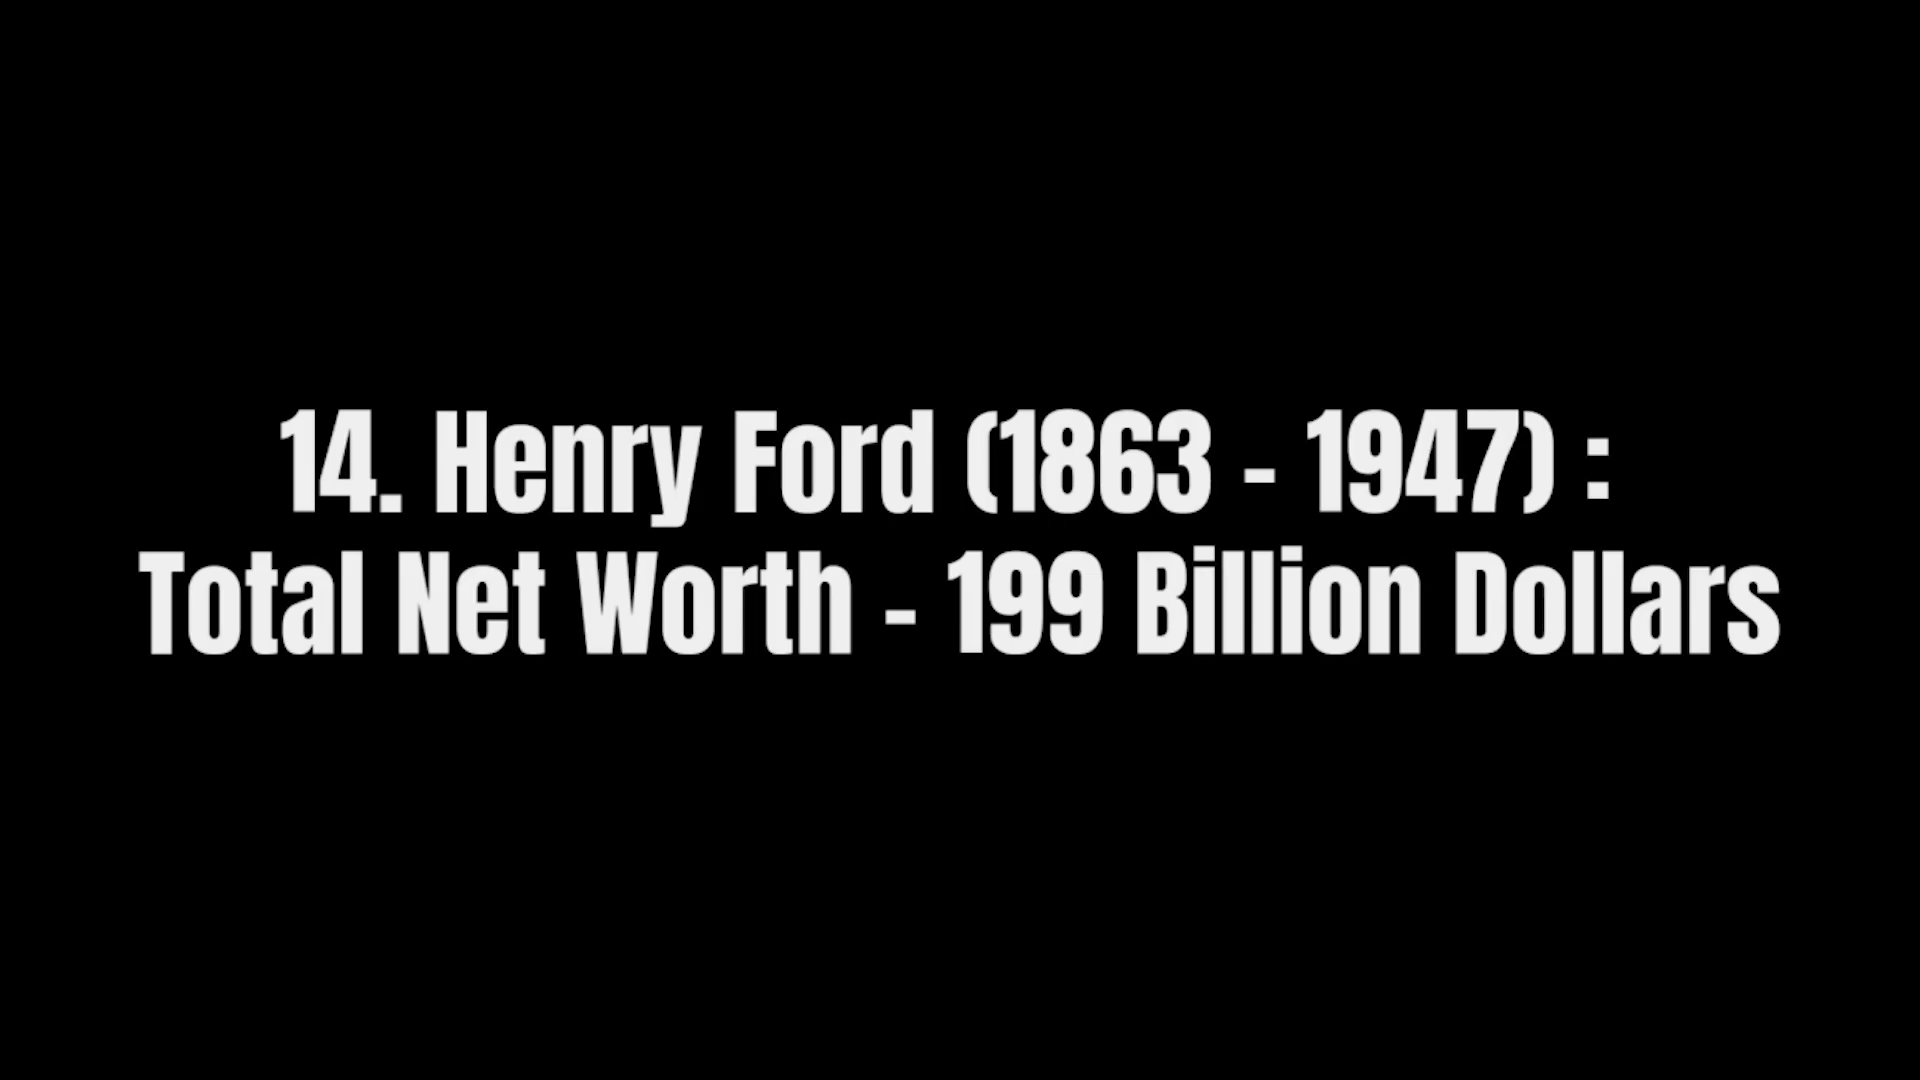 14. Henry Ford (1863 - 1947) :
Total Net Worth - 199 Billion Dollars